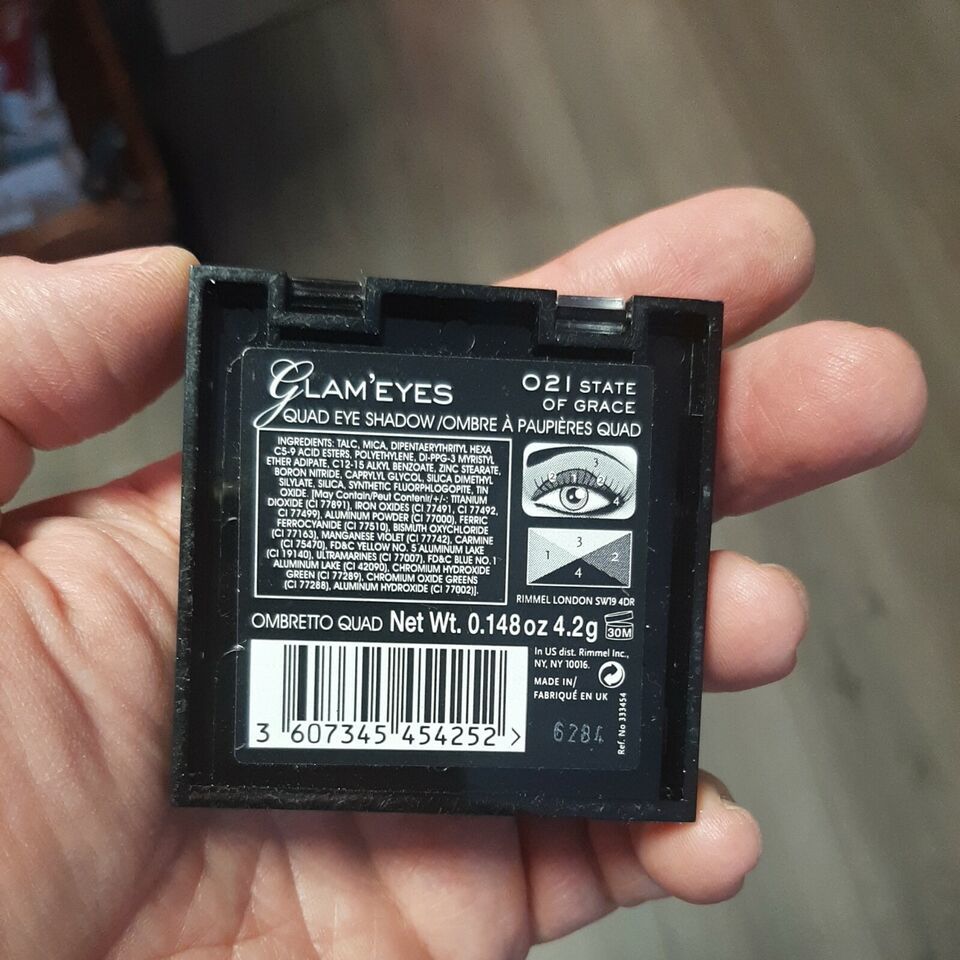 GLAM'EYES
021 STATE
OF GRACE
QUAD EYE SHADOW/OMBRE À PAUPIÈRES QUAD
INGREDIENTS: TALC, MICA, DIPENTAERYTHRITYL HEXA
C5-9 ACID ESTERS, POLYETHYLENE, DI-PPG-3 MYRISTYL
ETHER ADIPATE, C12-15 ALKYL BENZOATE, ZINC STEARATE,
BORON NITRIDE, CAPRYLYL GLYCOL, SILICA DIMETHYL
SILYLATE, SILICA, SYNTHETIC FLUORPHLOGOPITE, TIN
OXIDE. [May Contain/Peut Contenir/+/-: TITANIUM
DIOXIDE (CI 77891), IRON OXIDES (CI 77491, CI 77492,
CI 77499), ALUMINUM POWDER (CI 77000), FERRIC
FERROCYANIDE (CI 77510), BISMUTH OXYCHLORIDE
(CI 77163), MANGANESE VIOLET (CI 77742), CARMINE
(CI 75470), FD&C YELLOW NO. 5 ALUMINUM LAKE
(CI 19140), ULTRAMARINES (CI 77007), FD&C BLUE NO. 1
ALUMINUM LAKE (CI 42090), CHROMIUM HYDROXIDE
GREEN (CI 77289), CHROMIUM OXIDE GREENS
(CI 77288), ALUMINUM HYDROXIDE (CI 77002)].
3
4
3
1 2
4
RIMMEL LONDON SW19 4DR
OMBRETTO QUAD Net Wt. 0.148oz 4.2g
30M
In US dist. Rimmel Inc.,
NY, NY 10016.
MADE IN/
FABRIQUÉ EN UK
Ref. No 333454
6284
3 607345 454252 >